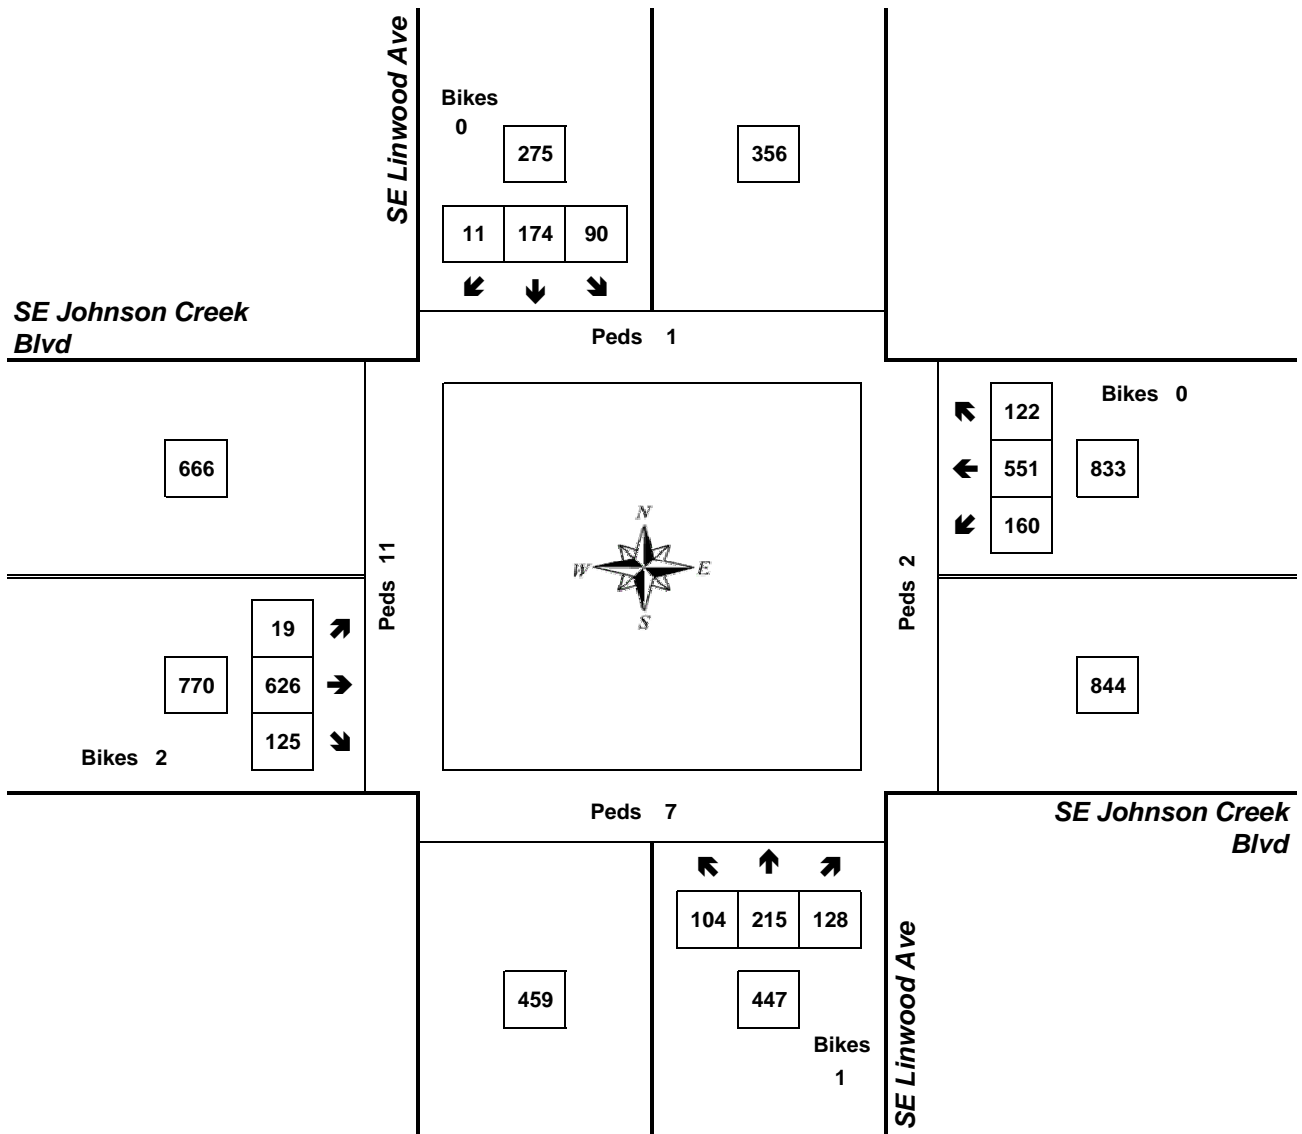 SE Linwood Ave
Bikes
0
275
356
11 174 90
SE Johnson Creek
Blvd
Peds 1
Bikes 0
122
551
160
833
666
N
W E
S
Peds 11
Peds 2
19
626
125
770
Bikes 2
844
Peds 7
SE Johnson Creek
Blvd
104 215 128
459
447
Bikes
1
SE Linwood Ave